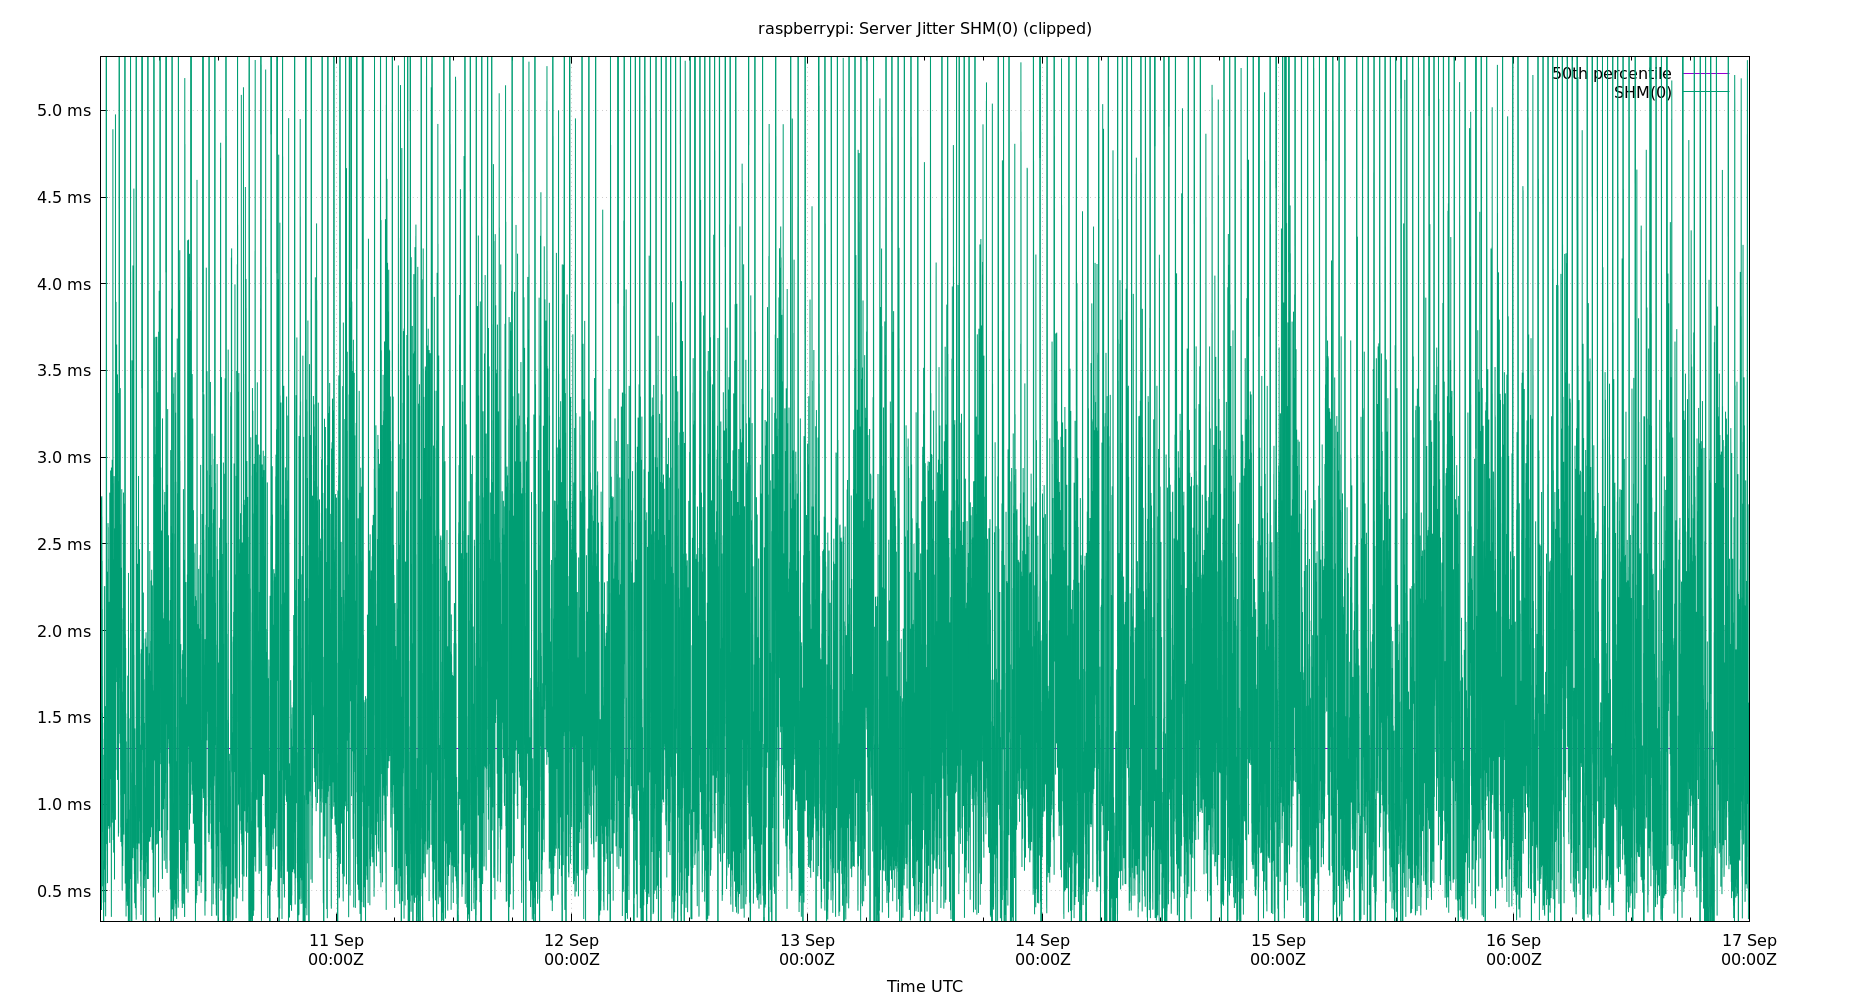 raspberrypi: Server Jitter SHM(0) (clipped)
50th percentile
SHM(0)
5.0 ms
4.5 ms
4.0 ms
3.5 ms
3.0 ms
2.5 ms
2.0 ms
1.5 ms
1.0 ms
0.5 ms
11 Sep 12 Sep 13 Sep 14 Sep 15 Sep 16 Sep 17 Sep
00:00Z 00:00Z 00:00Z 00:00Z 00:00Z 00:00Z 00:00Z
Time UTC